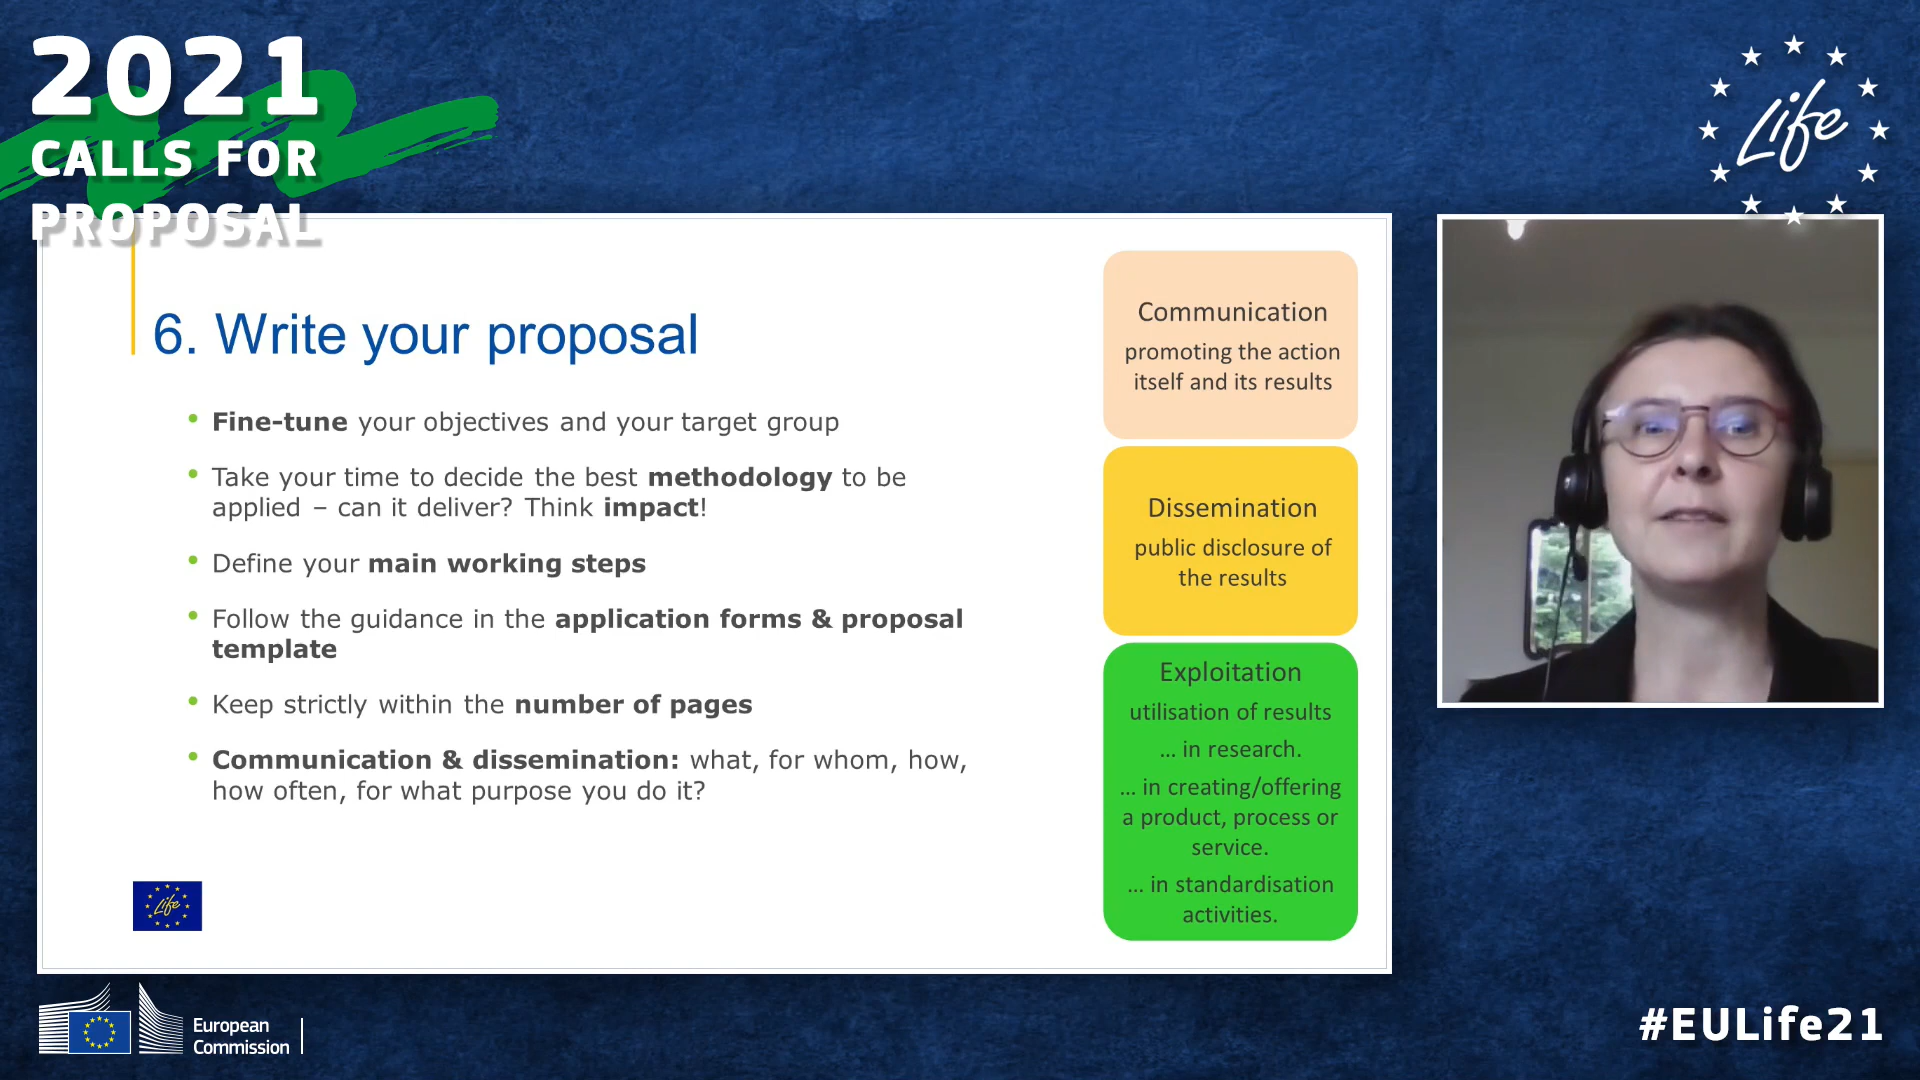 2021
CALLS FOR
PROPOSAL
Life
6. Write your proposal
• Fine-tune your objectives and your target group
• Take your time to decide the best methodology to be
applied – can it deliver? Think impact!
• Define your main working steps
• Follow the guidance in the application forms & proposal
template
• Keep strictly within the number of pages
• Communication & dissemination: what, for whom, how,
how often, for what purpose you do it?
Communication
promoting the action
itself and its results
Dissemination
public disclosure of
the results
Exploitation
utilisation of results
... in research.
... in creating/offering
a product, process or
service.
... in standardisation
activities.
Life
European
Commission
#EULife21